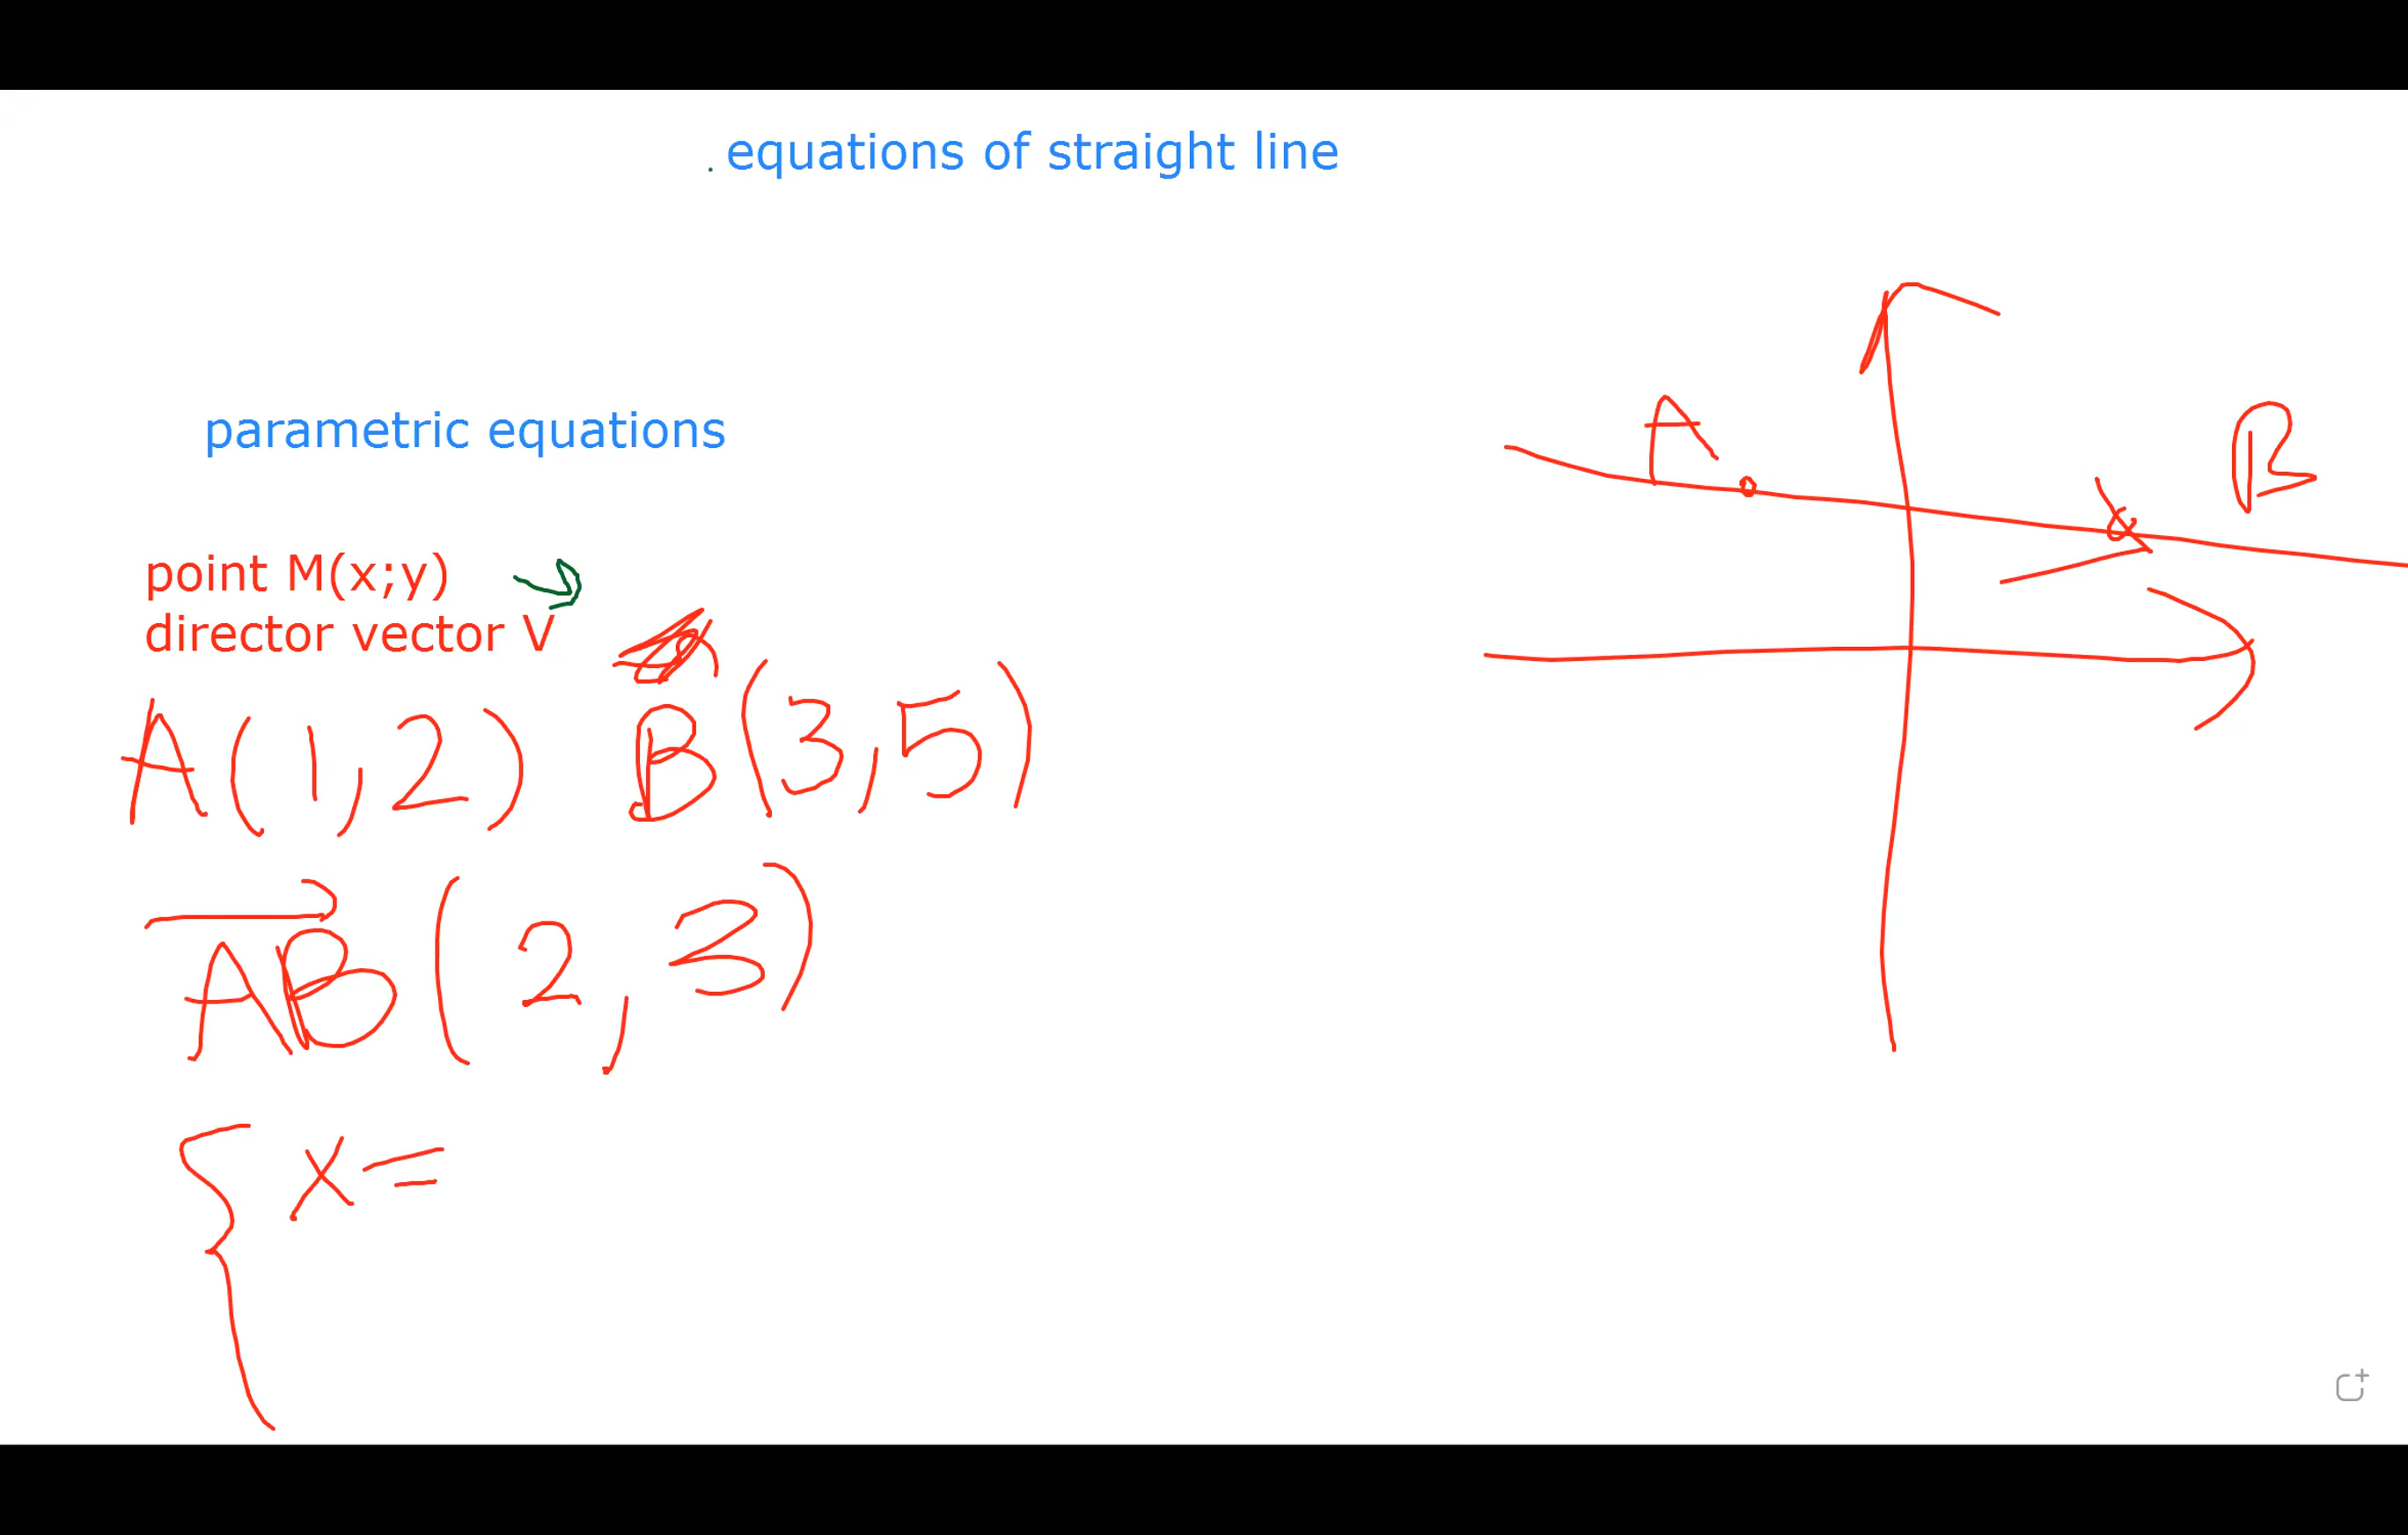 equations of straight line
parametric equations
point M(x;y)
director vector V
A(1,2) B(3,5)
AB(2,3)
{ x=
A
B